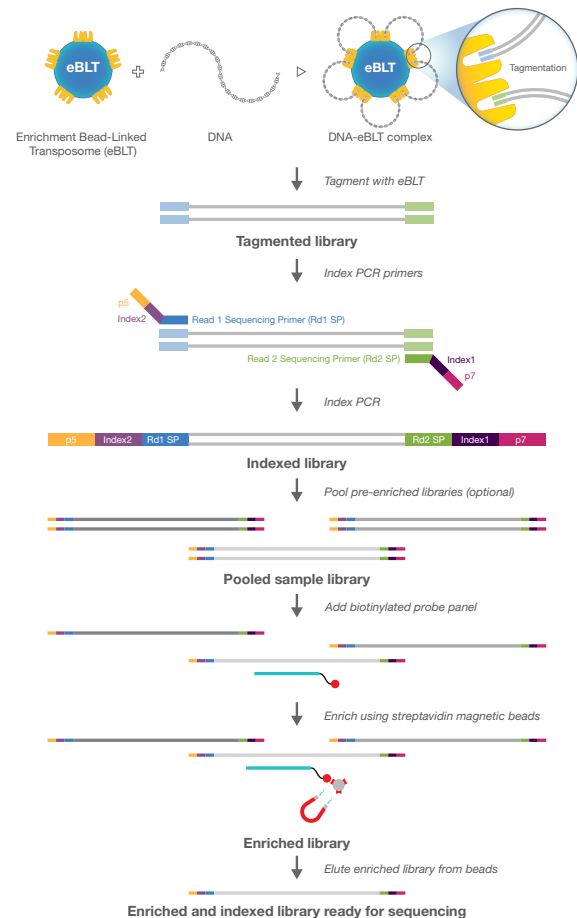 eBLT
eBLT
Tagmentation
Enrichment Bead-Linked
Transposome (eBLT)
DNA
DNA-eBLT complex
Tagment with eBLT
Tagmented library
Index PCR primers
p5
Index2
Read 1 Sequencing Primer (Rd1 SP)
Read 2 Sequencing Primer (Rd2 SP)
Index1
p7
Index PCR
p5 Index2 Rd1 SP Rd2 SP Index1 p7
Indexed library
Pool pre-enriched libraries (optional)
Pooled sample library
Add biotinylated probe panel
Enrich using streptavidin magnetic beads
Enriched library
Elute enriched library from beads
Enriched and indexed library ready for sequencing